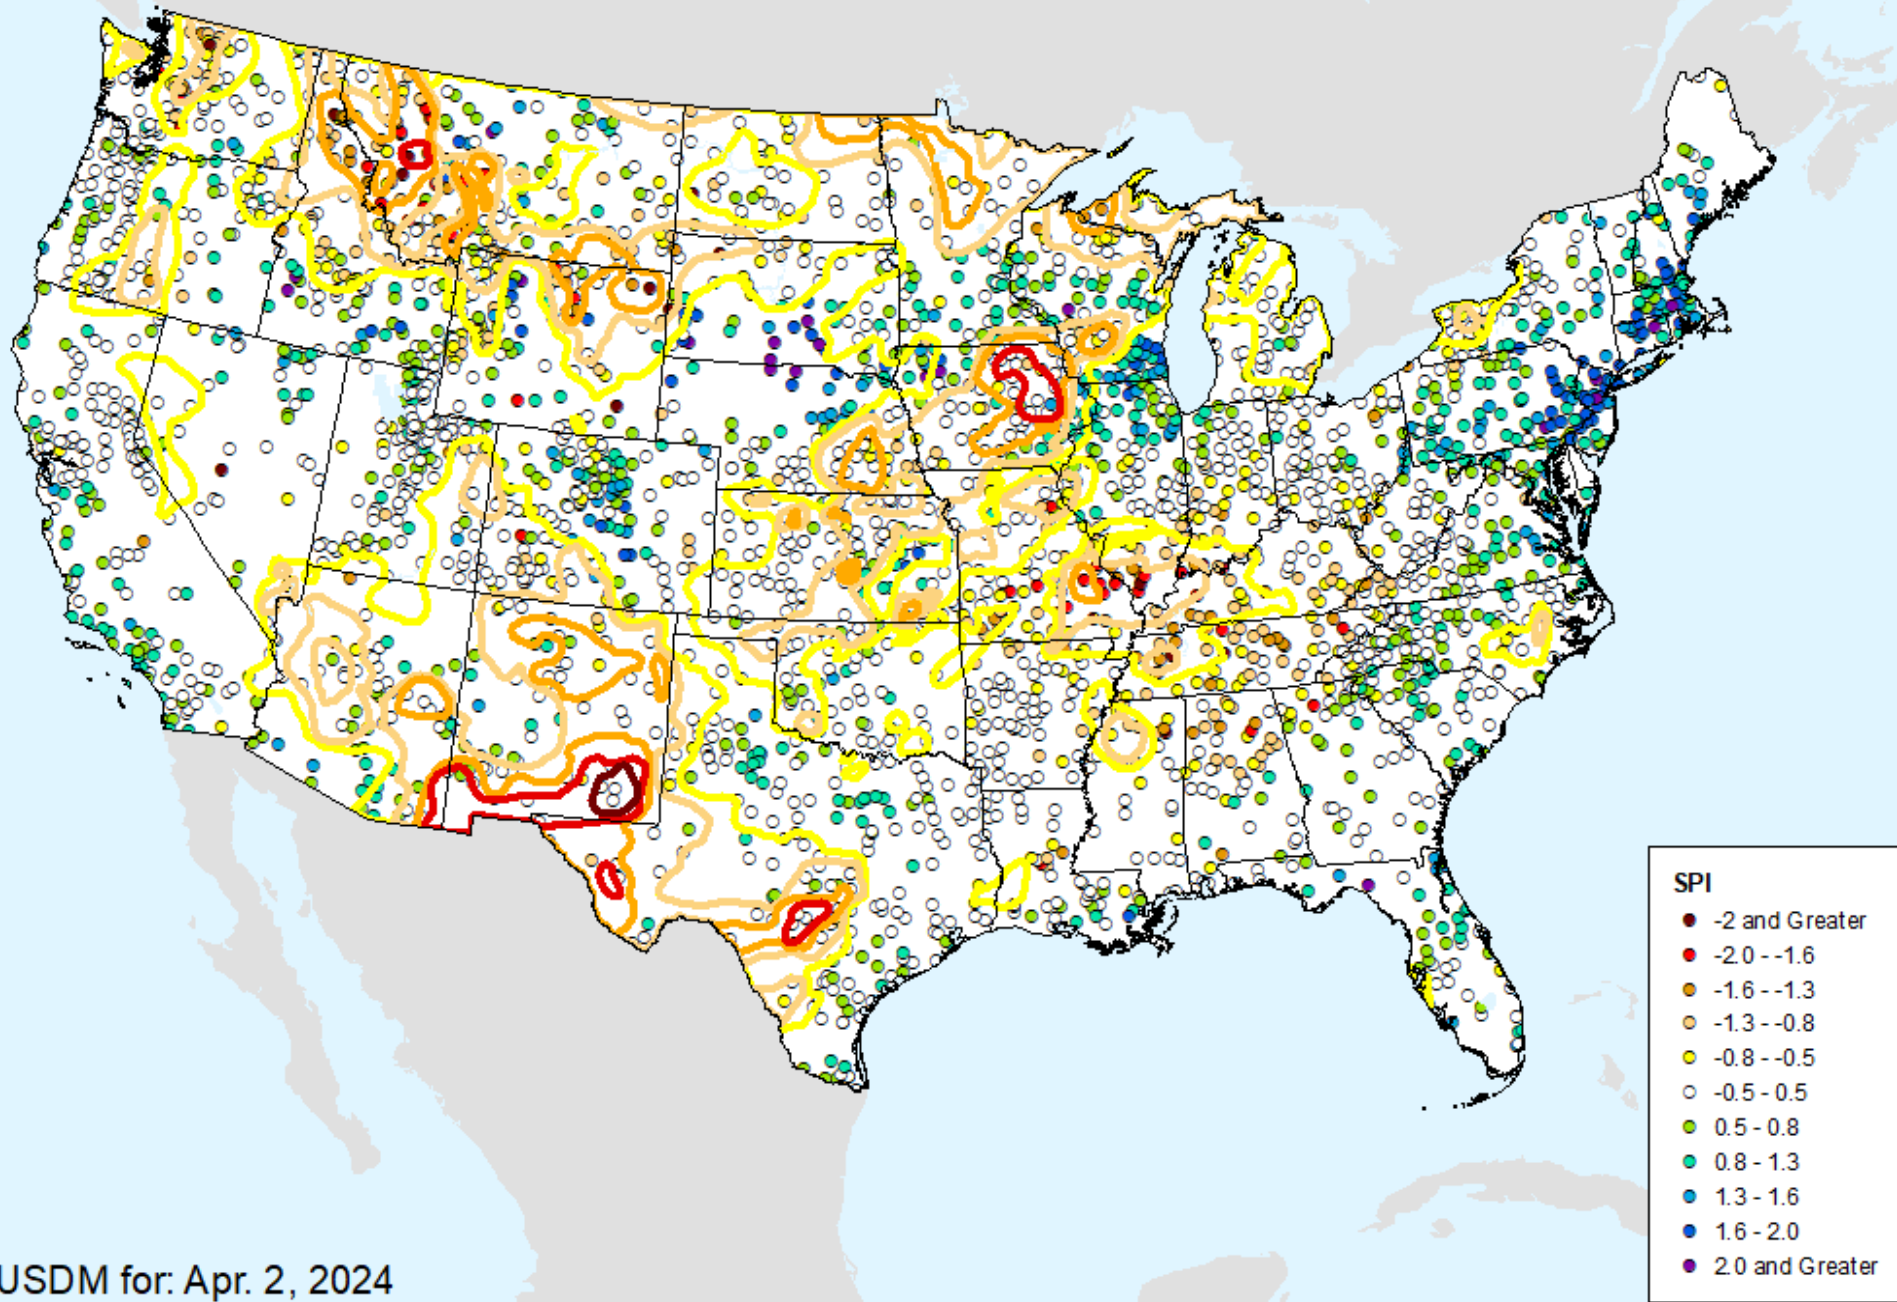 SPI
-2 and Greater
-2.0 - -1.6
-1.6 - -1.3
-1.3 - -0.8
-0.8 - -0.5
-0.5 - 0.5
0.5 - 0.8
0.8 - 1.3
1.3 - 1.6
1.6 - 2.0
2.0 and Greater
USDM for: Apr. 2, 2024